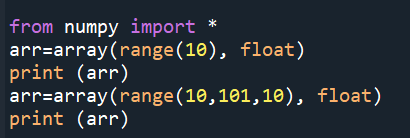 from numpy import *
arr=array(range(10), float)
print (arr)
arr=array(range(10,101,10), float)
print (arr)